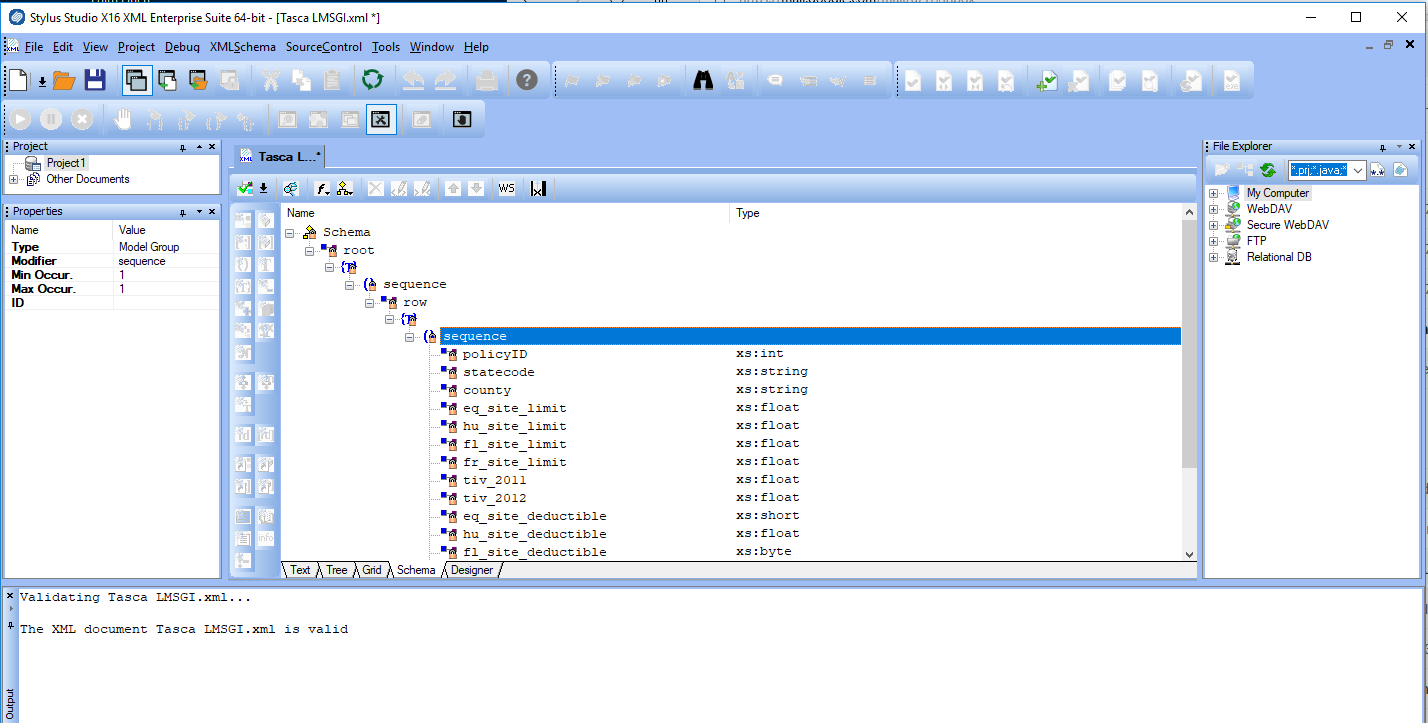 Stylus Studio X16 XML Enterprise Suite 64-bit - [Tasca LMSGI.xml *]
File Edit View Project Debug XMLSchema SourceControl Tools Window Help
Project
Project1
Other Documents
Properties
Name Value
Type Model Group
Modifier sequence
Min Occur. 1
Max Occur. 1
ID
Tasca L...*
WS
Name Type
Schema
root
sequence
row
sequence
policyID xs:int
statecode xs:string
county xs:string
eq_site_limit xs:float
hu_site_limit xs:float
fl_site_limit xs:float
fr_site_limit xs:float
tiv_2011 xs:float
tiv_2012 xs:float
eq_site_deductible xs:short
hu_site_deductible xs:float
fl_site_deductible xs:byte
Text Tree Grid Schema Designer
File Explorer
*.prj;*.java;*
My Computer
WebDAV
Secure WebDAV
FTP
Relational DB
Validating Tasca LMSGI.xml...
The XML document Tasca LMSGI.xml is valid
Output